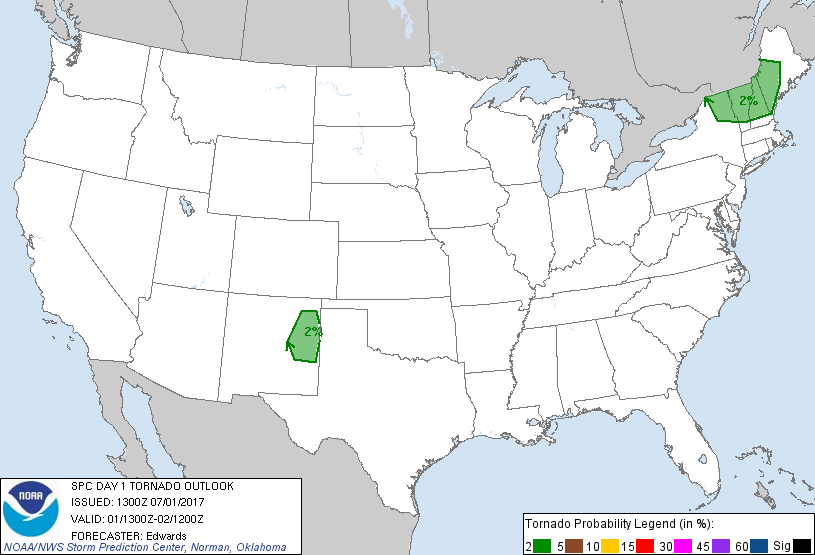 2%
2%
NOAA
SPC DAY 1 TORNADO OUTLOOK
ISSUED: 1300Z 07/01/2017
VALID: 01/1300Z-02/1200Z
FORECASTER: Edwards
NOAA/NWS Storm Prediction Center, Norman, Oklahoma
Tornado Probability Legend (in %):
2 5 10 15 30 45 60 Sig